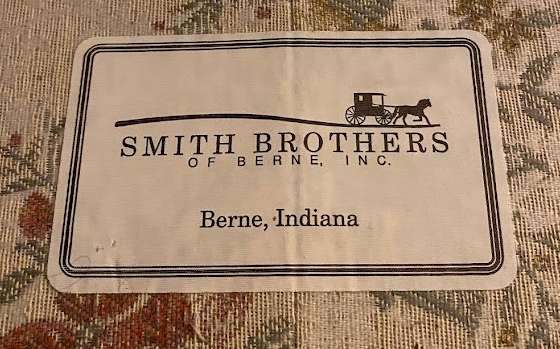 SMITH BROTHERS
OF BERNE, INC.
Berne, Indiana